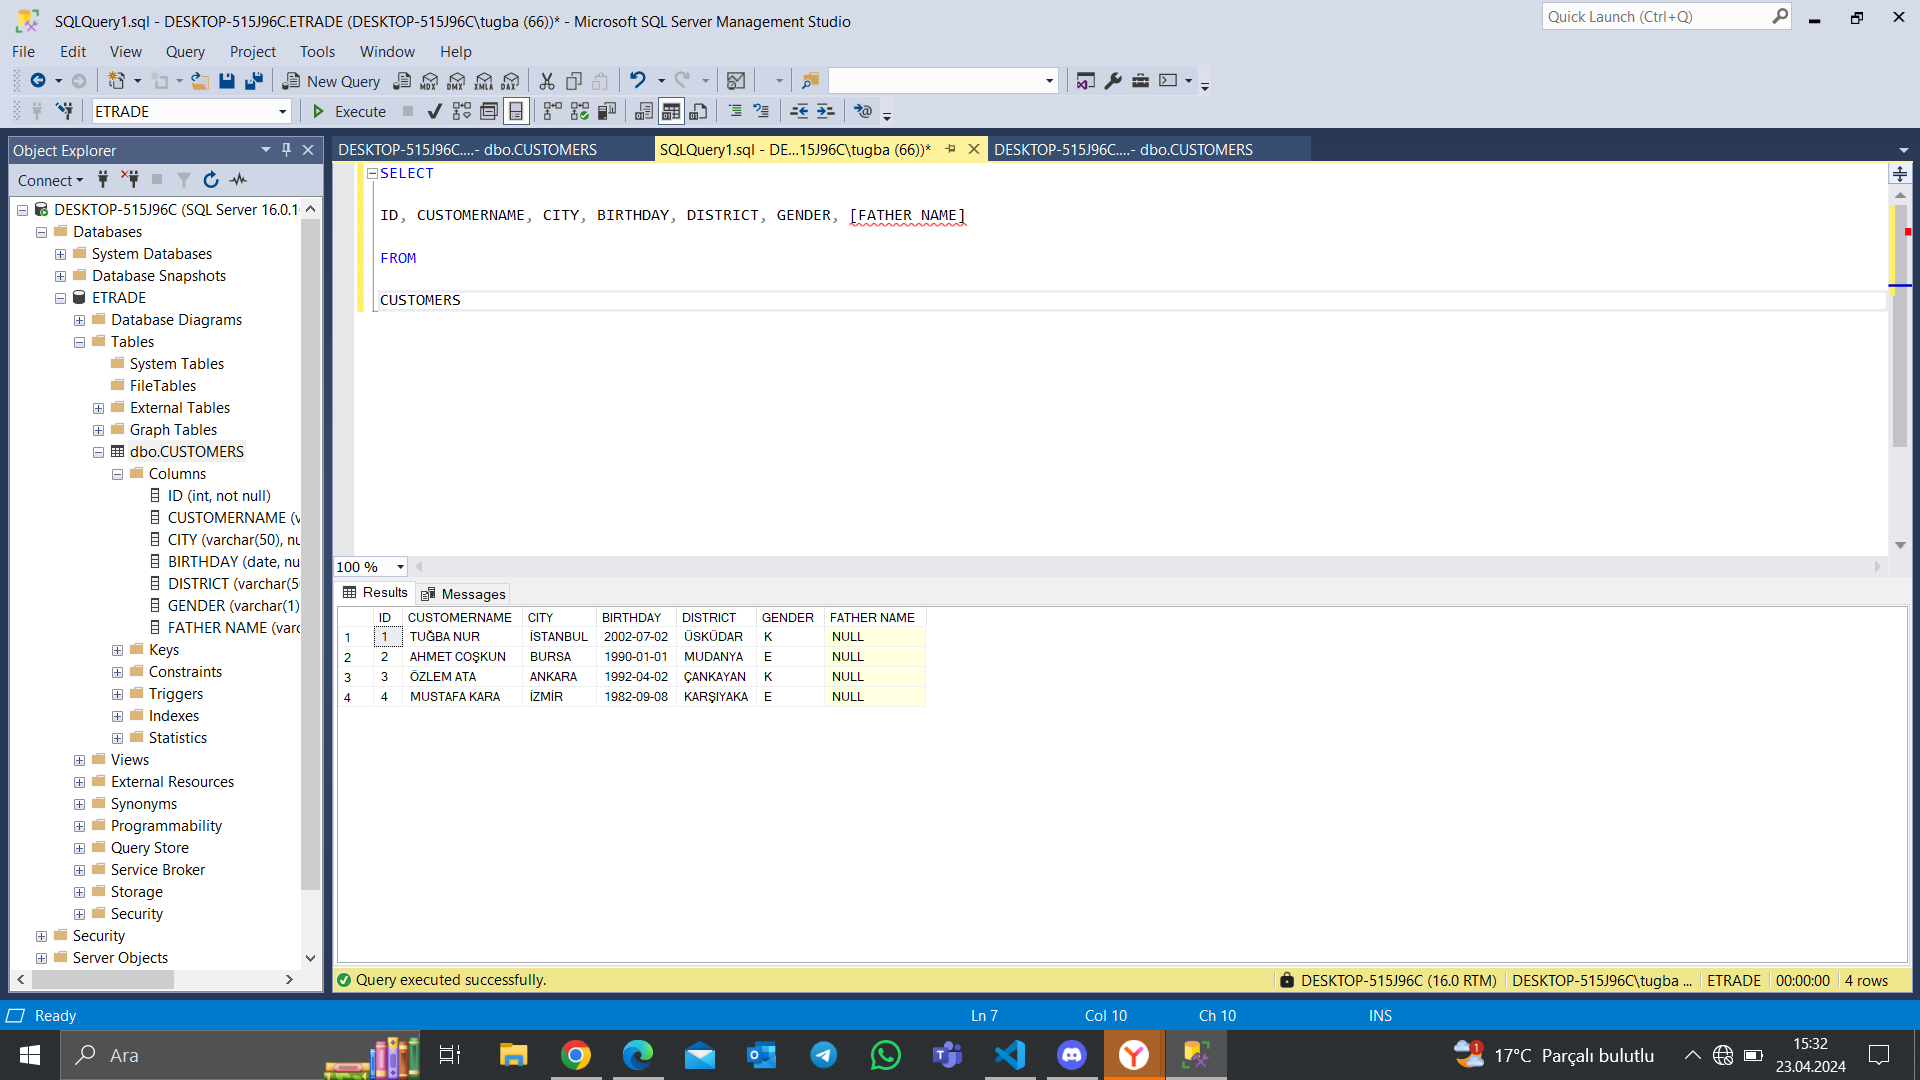 SQLQuery1.sql - DESKTOP-515J96C.ETRADE (DESKTOP-515J96C\tugba (66))* - Microsoft SQL Server Management Studio
Quick Launch (Ctrl+Q)
File Edit View Query Project Tools Window Help
New Query
MDX DMX XMLA DAX
ETRADE
Execute
Object Explorer
DESKTOP-515J96C....- dbo.CUSTOMERS
SQLQuery1.sql - DE...15J96C\tugba (66))*
DESKTOP-515J96C....- dbo.CUSTOMERS
Connect
DESKTOP-515J96C (SQL Server 16.0.1
Databases
System Databases
Database Snapshots
ETRADE
Database Diagrams
Tables
System Tables
FileTables
External Tables
Graph Tables
dbo.CUSTOMERS
Columns
ID (int, not null)
CUSTOMERNAME (v
CITY (varchar(50), nu
BIRTHDAY (date, nu
DISTRICT (varchar(5
GENDER (varchar(1)
FATHER NAME (varc
Keys
Constraints
Triggers
Indexes
Statistics
Views
External Resources
Synonyms
Programmability
Query Store
Service Broker
Storage
Security
Security
Server Objects
SELECT
ID, CUSTOMERNAME, CITY, BIRTHDAY, DISTRICT, GENDER, [FATHER NAME]
FROM
CUSTOMERS
100 %
Results Messages
ID CUSTOMERNAME CITY BIRTHDAY DISTRICT GENDER FATHER NAME
1 1 TUĞBA NUR İSTANBUL 2002-07-02 ÜSKÜDAR K NULL
2 2 AHMET COŞKUN BURSA 1990-01-01 MUDANYA E NULL
3 3 ÖZLEM ATA ANKARA 1992-04-02 ÇANKAYAN K NULL
4 4 MUSTAFA KARA İZMİR 1982-09-08 KARŞIYAKA E NULL
Query executed successfully.
DESKTOP-515J96C (16.0 RTM) DESKTOP-515J96C\tugba ... ETRADE 00:00:00 4 rows
Ready Ln 7 Col 10 Ch 10 INS
Ara
1
17°C Parçalı bulutlu
15:32
23.04.2024